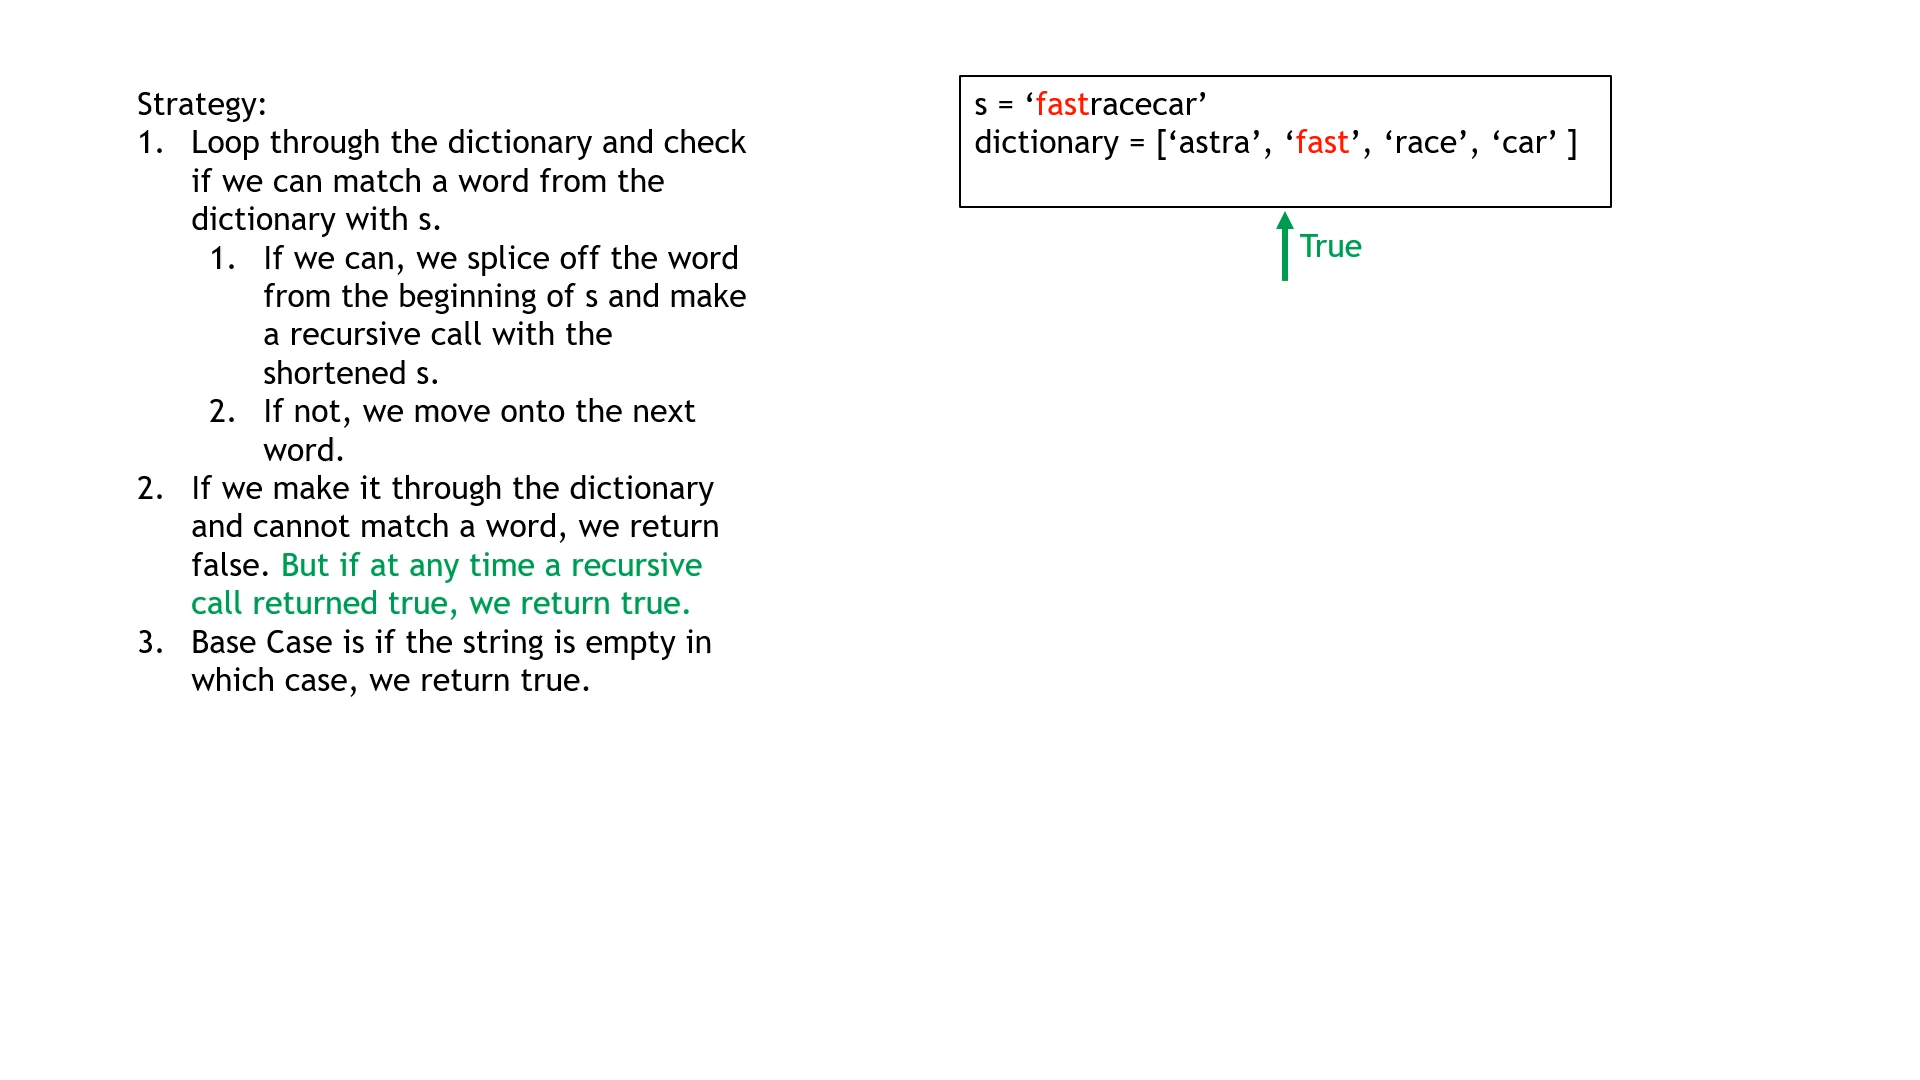 Strategy:
1. Loop through the dictionary and check
if we can match a word from the
dictionary with s.
1. If we can, we splice off the word
from the beginning of s and make
a recursive call with the
shortened s.
2. If not, we move onto the next
word.
2. If we make it through the dictionary
and cannot match a word, we return
false. But if at any time a recursive
call returned true, we return true.
3. Base Case is if the string is empty in
which case, we return true.
s = ‘fastracecar’
dictionary = [‘astra’, ‘fast’, ‘race’, ‘car’ ]
True